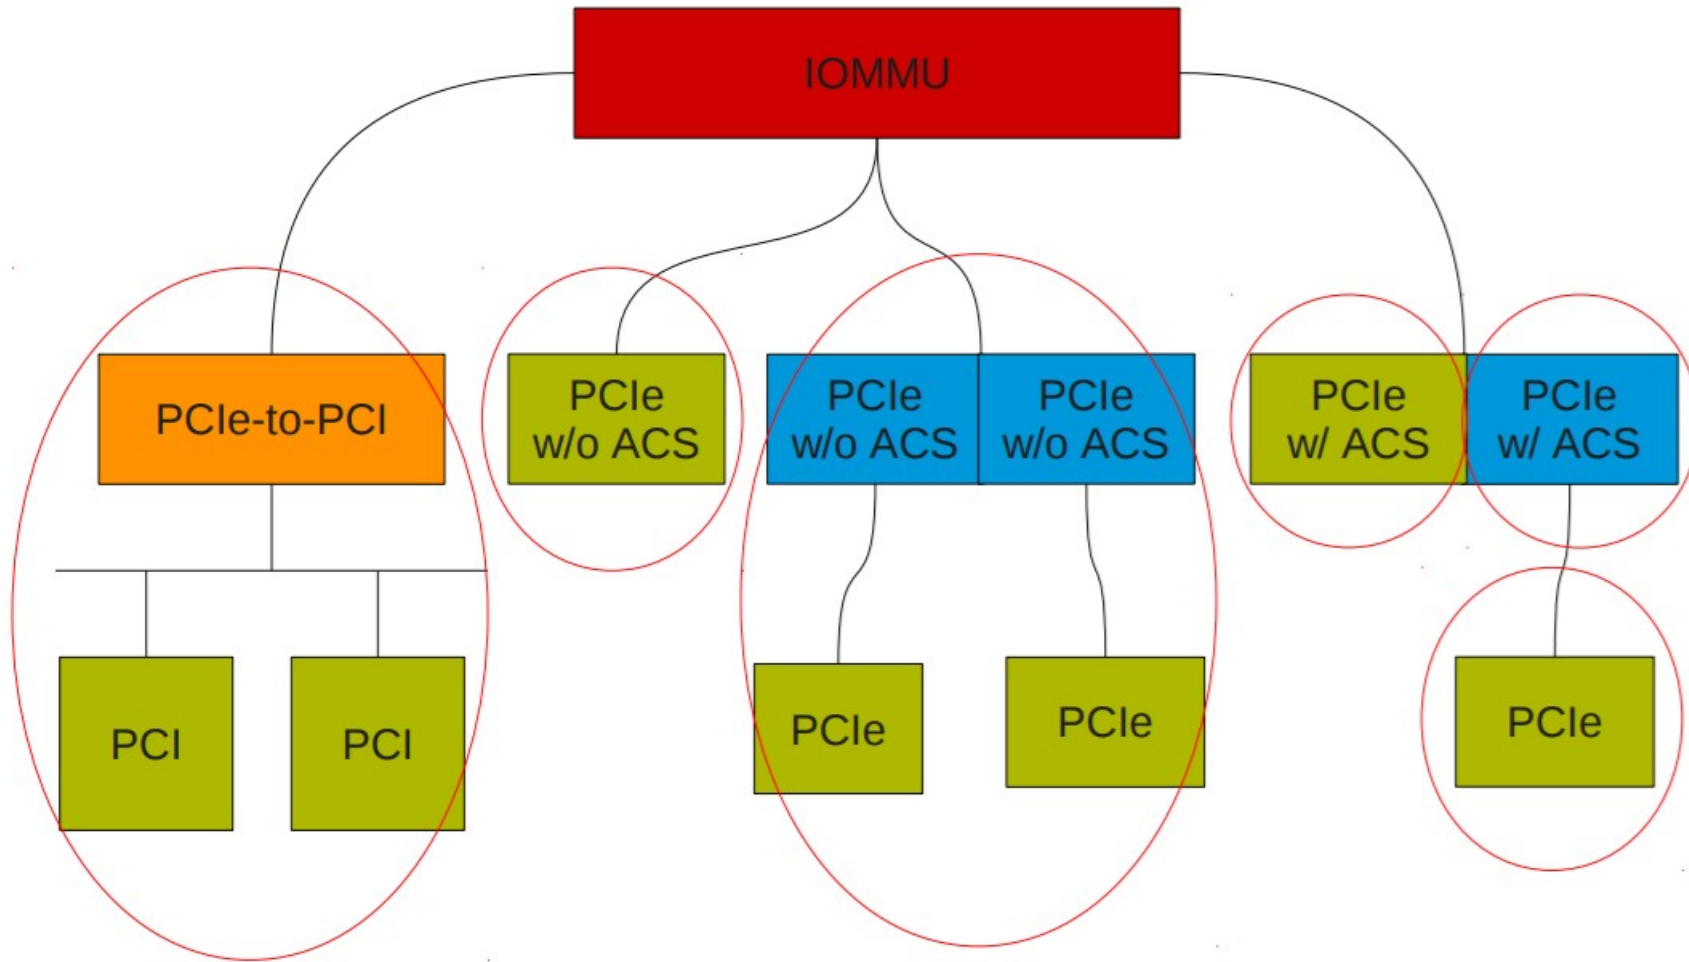 IOMMU
PCIe-to-PCI
PCIe
w/o ACS
PCIe
w/o ACS
PCIe
w/o ACS
PCIe
w/ ACS
PCIe
w/ ACS
PCI
PCI
PCIe
PCIe
PCIe